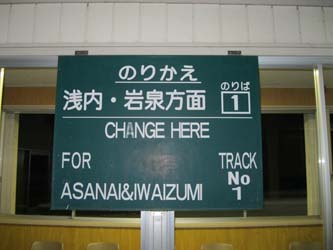 のりかえ
浅内・岩泉方面 のりば 1
CHANGE HERE
FOR TRACK
ASANAI&IWAIZUMI No 1